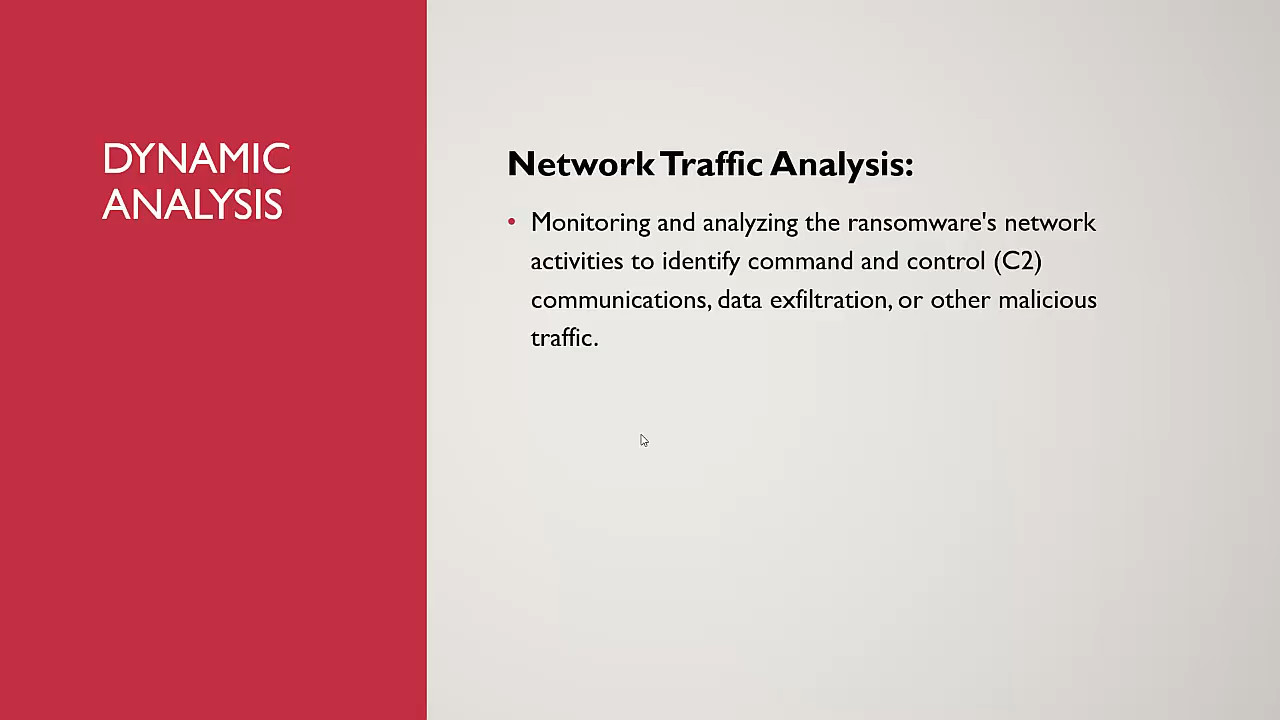 DYNAMIC
ANALYSIS
Network Traffic Analysis:
• Monitoring and analyzing the ransomware's network
activities to identify command and control (C2)
communications, data exfiltration, or other malicious
traffic.